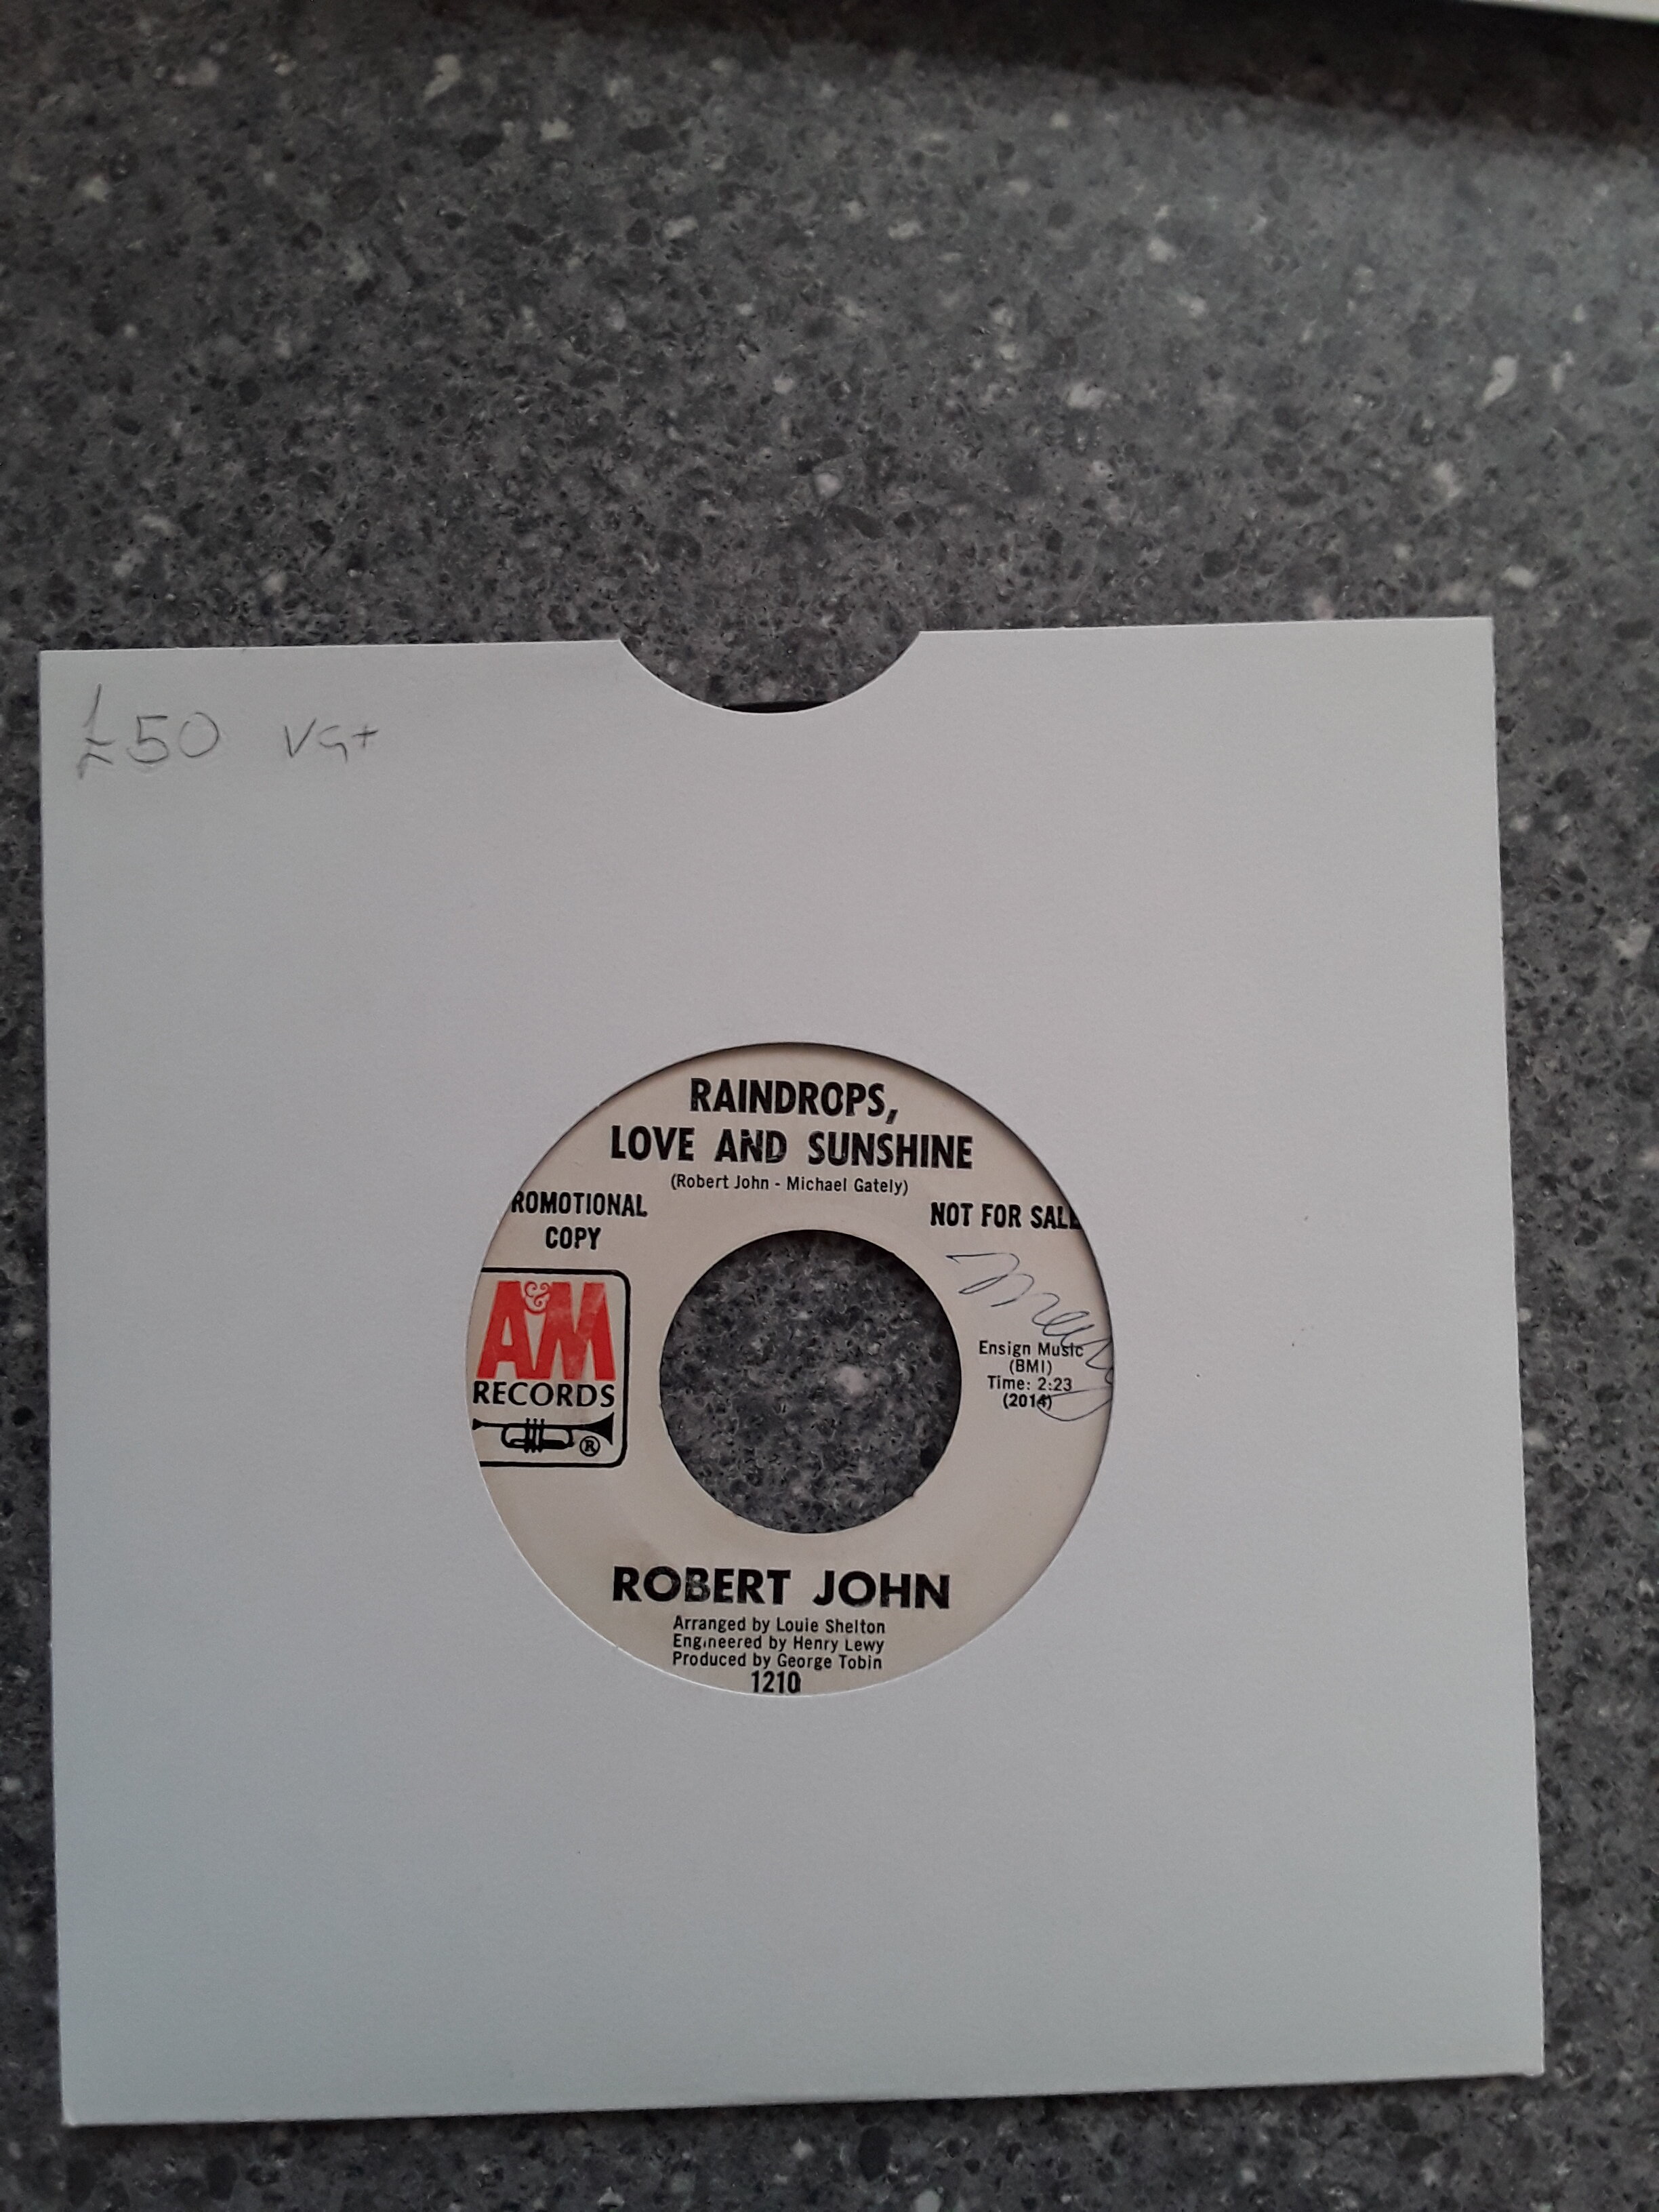 £50 VG+
RAINDROPS,
LOVE AND SUNSHINE
(Robert John - Michael Gately)
ROMOTIONAL
COPY
NOT FOR SALE
A&M
RECORDS
®
Ensign Music
(BMI)
Time: 2:23
(2014)
ROBERT JOHN
Arranged by Louie Shelton
Engineered by Henry Lewy
Produced by George Tobin
1210